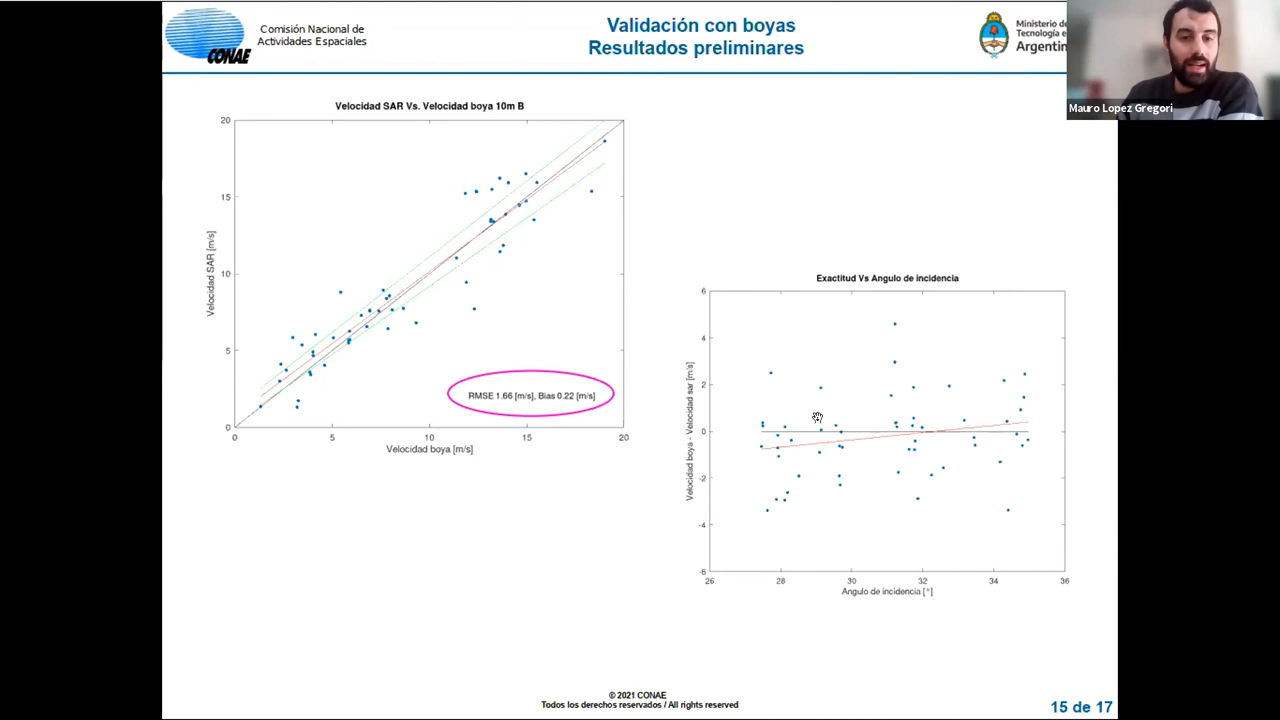 CONAE
Comisión Nacional de
Actividades Espaciales
Validación con boyas
Resultados preliminares
Ministerio de
Tecnología e
Argentin
Mauro Lopez Gregori
Velocidad SAR Vs. Velocidad boya 10m B
20
15
10
5
0
Velocidad SAR [m/s]
RMSE 1.66 [m/s], Bias 0.22 [m/s]
0 5 10 15 20
Velocidad boya [m/s]
Exactitud Vs Angulo de incidencia
6
4
2
0
-2
-4
-6
Velocidad boya - Velocidad sar [m/s]
26 28 30 32 34 36
Angulo de incidencia [°]
© 2021 CONAE
Todos los derechos reservados / All rights reserved
15 de 17